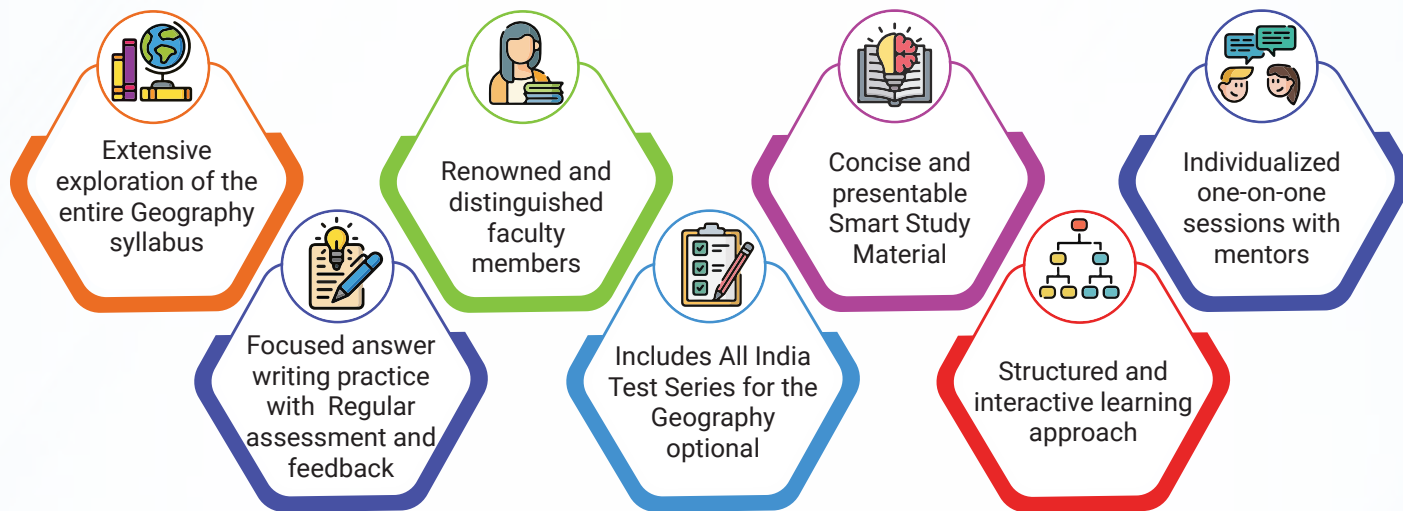 Extensive
exploration of the
entire Geography
syllabus
Focused answer
writing practice
with Regular
assessment and
feedback
Renowned and
distinguished
faculty
members
Includes All India
Test Series for the
Geography
optional
Concise and
presentable
Smart Study
Material
Structured and
interactive learning
approach
Individualized
one-on-one
sessions with
mentors